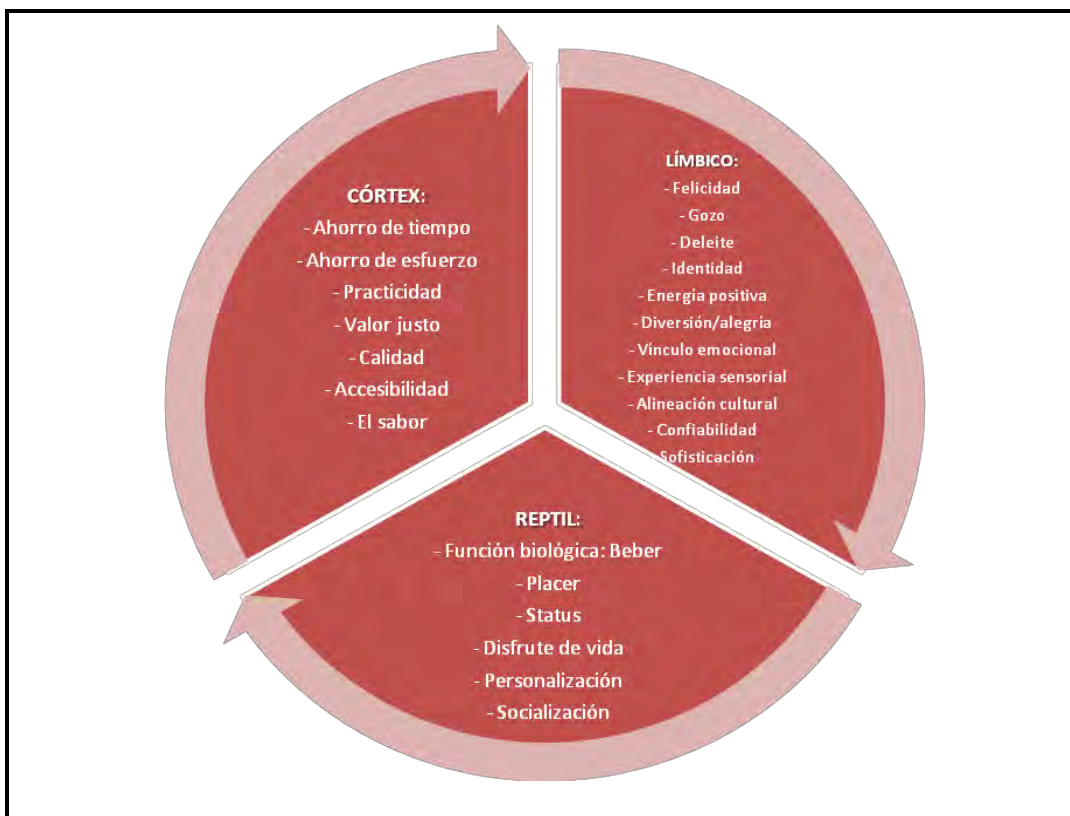 CÓRTEX:
- Ahorro de tiempo
- Ahorro de esfuerzo
- Practicidad
- Valor justo
- Calidad
- Accesibilidad
- El sabor
LÍMBICO:
- Felicidad
- Gozo
- Deleite
- Identidad
- Energía positiva
- Diversión/alegría
- Vínculo emocional
- Experiencia sensorial
- Alineación cultural
- Confiabilidad
- Sofisticación
REPTIL:
- Función biológica: Beber
- Placer
- Status
- Disfrute de vida
- Personalización
- Socialización